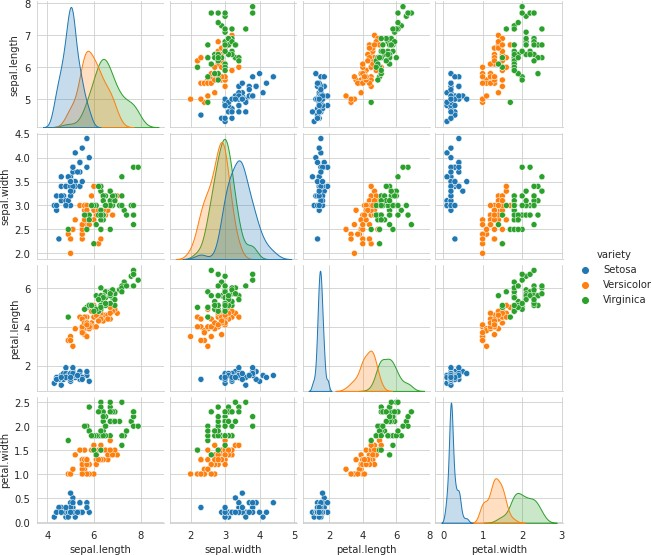 8
7
6
5
sepal.length
4.5
4.0
3.5
3.0
2.5
2.0
sepal.width
6
4
2
petal.length
2.5
2.0
1.5
1.0
0.5
0.0
petal.width
4 6 8
2 3 4 5
2 4 6 8
0 1 2 3
sepal.length
sepal.width
petal.length
petal.width
variety
Setosa
Versicolor
Virginica